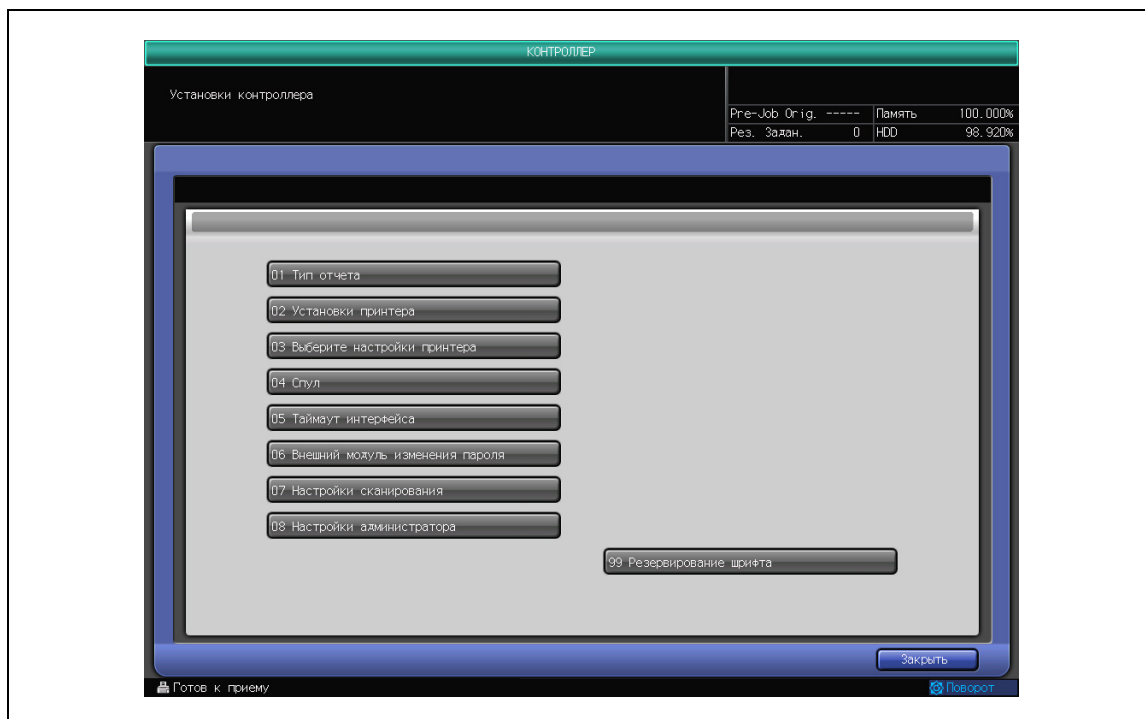 КОНТРОЛЛЕР
Установки контроллера
Pre-Job Orig. ----- Память 100.000%
Рез. Задан. 0 HDD 98.920%
01 Тип отчета
02 Установки принтера
03 Выберите настройки принтера
04 Спул
05 Таймаут интерфейса
06 Внешний модуль изменения пароля
07 Настройки сканирования
08 Настройки администратора
99 Резервирование шрифта
Закрыть
Готов к приему Поворот